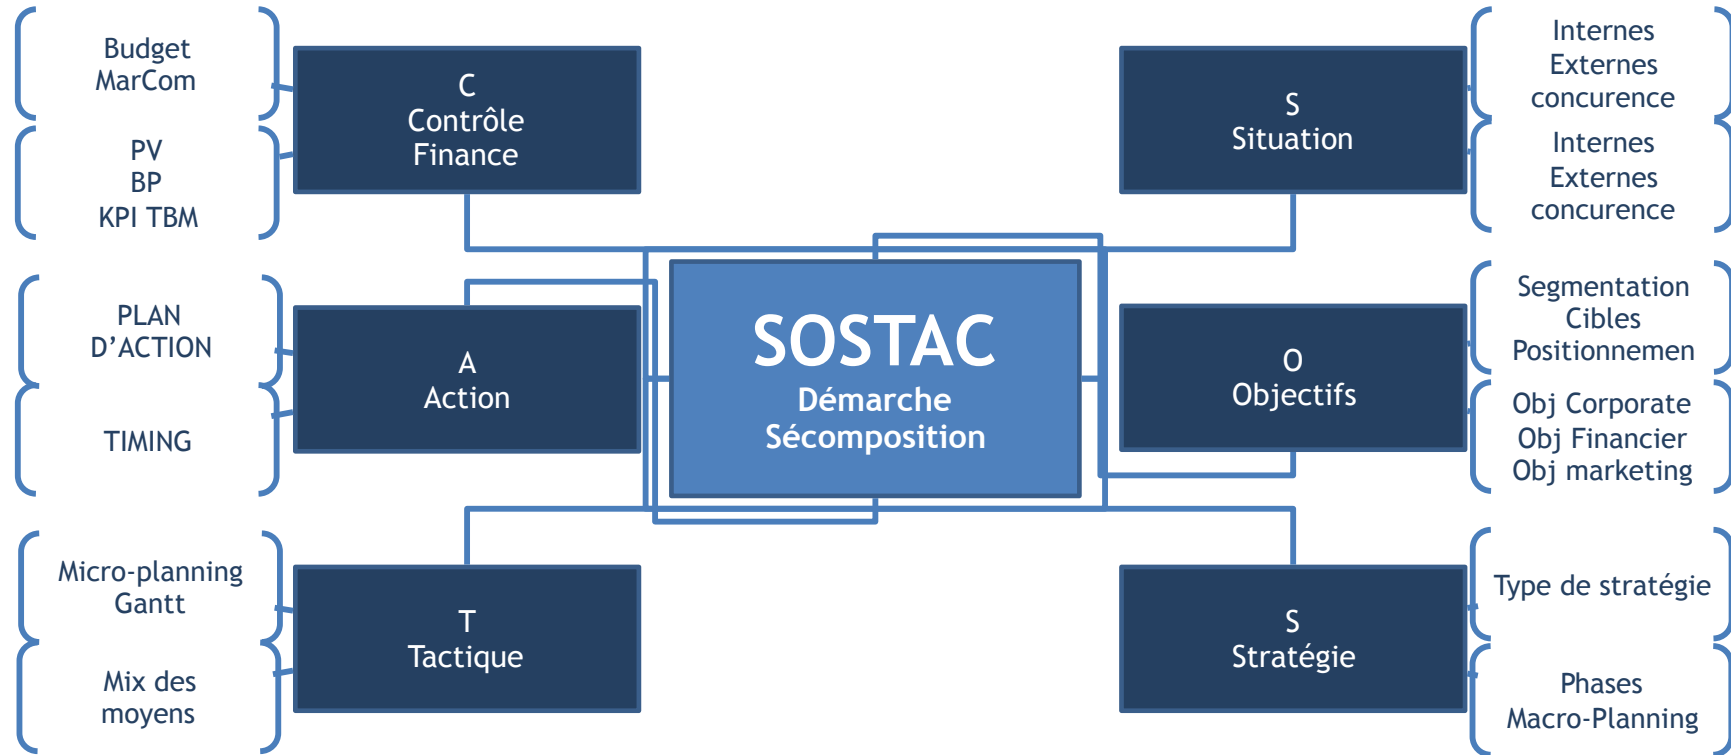 Budget
MarCom
PV
BP
KPI TBM
C
Contrôle
Finance
PLAN
D’ACTION
TIMING
A
Action
Micro-planning
Gantt
Mix des
moyens
T
Tactique
SOSTAC
Démarche
Sécomposition
S
Situation
Internes
Externes
concurence
Internes
Externes
concurence
O
Objectifs
Segmentation
Cibles
Positionnemen
Obj Corporate
Obj Financier
Obj marketing
S
Stratégie
Type de stratégie
Phases
Macro-Planning